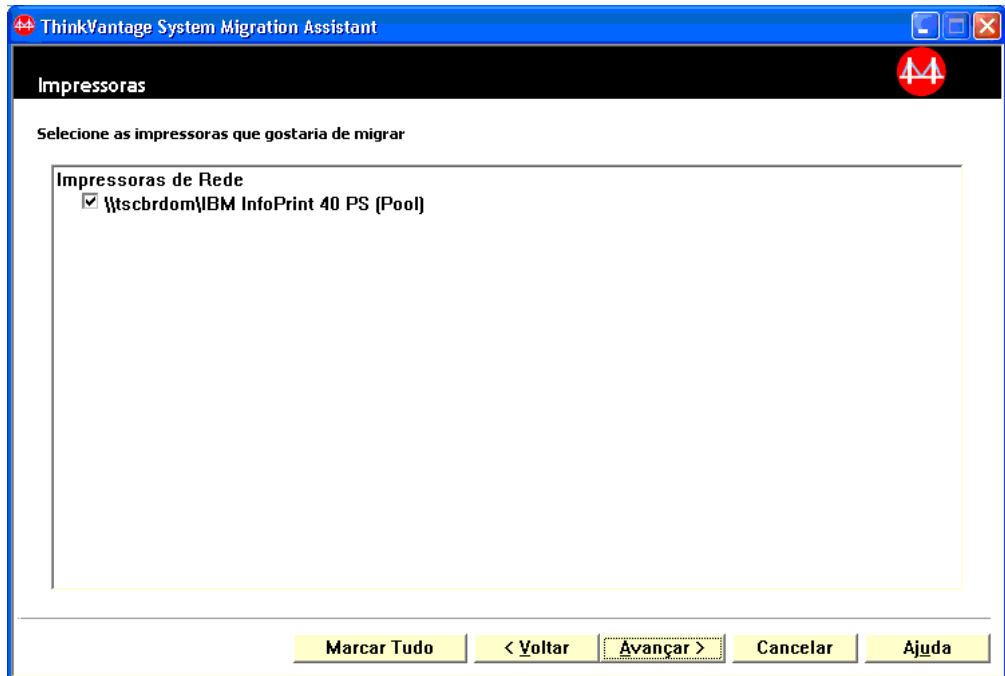 ThinkVantage System Migration Assistant
Impressoras
Selecione as impressoras que gostaria de migrar
Impressoras de Rede
\\tscbrdom\IBM InfoPrint 40 PS (Pool)
Marcar Tudo
< Voltar
Avançar >
Cancelar
Ajuda